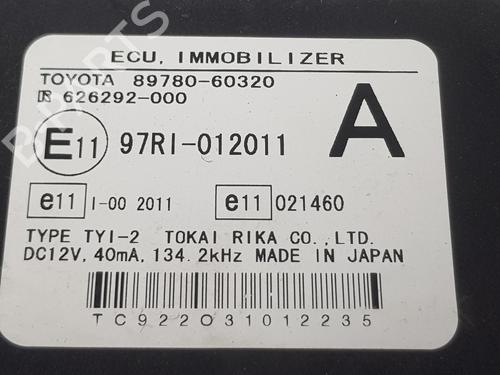 ECU, IMMOBILIZER
TOYOTA 89780-60320
626292-000
A
E11 97RI-012011
e11 I-00 2011 e11 021460
TYPE TYI-2 TOKAI RIKA CO.,LTD.
DC12V, 40mA, 134.2kHz MADE IN JAPAN
TC922031012235